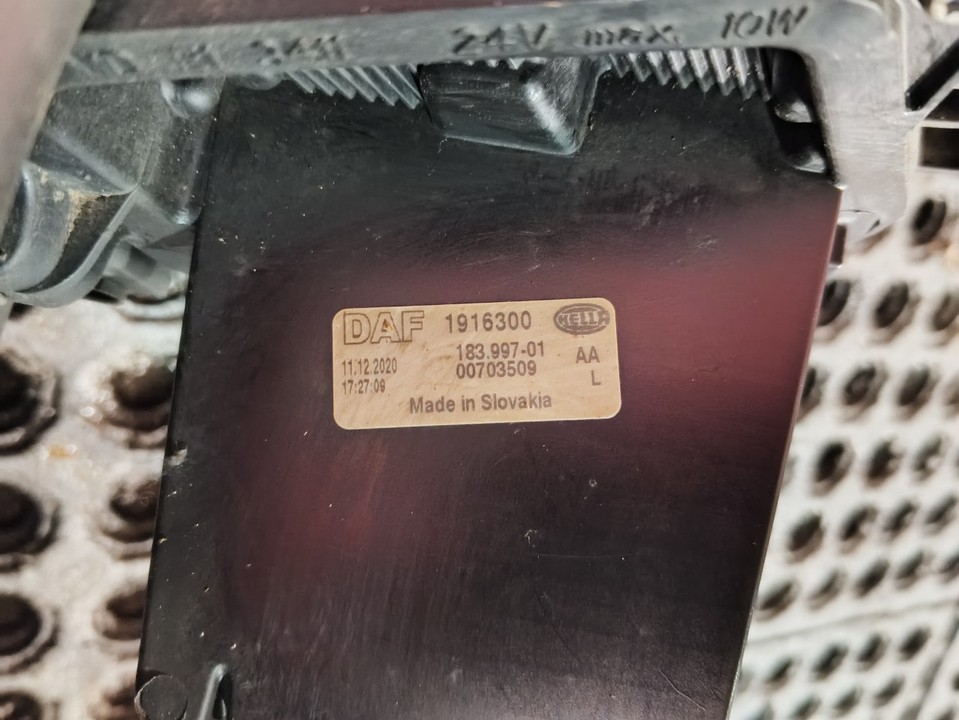 24V max. 10W
DAF 1916300 HELLA
11.12.2020 183.997-01 AA
17:27:09 00703509 L
Made in Slovakia